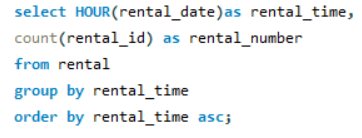 select HOUR(rental_date)as rental_time,
count(rental_id) as rental_number
from rental
group by rental_time
order by rental_time asc;